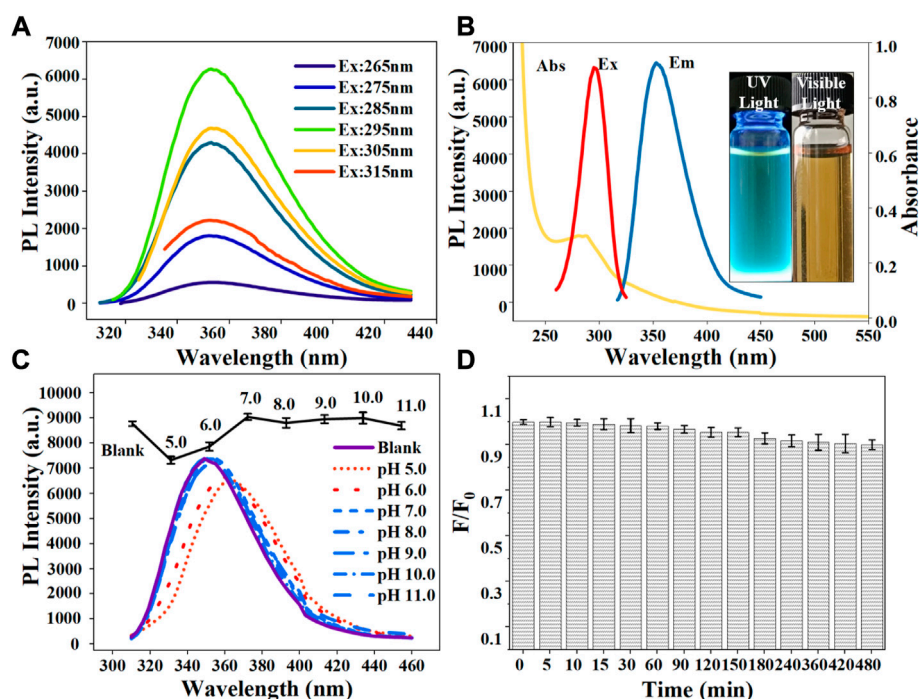 A
PL Intensity (a.u.)
7000
6000
5000
4000
3000
2000
1000
0
Ex:265nm
Ex:275nm
Ex:285nm
Ex:295nm
Ex:305nm
Ex:315nm
320 340 360 380 400 420 440
Wavelength (nm)
B
PL Intensity (a.u.)
7000
6000
5000
4000
3000
2000
1000
0
Abs Ex Em
UV Light
Visible Light
1.0
0.8
0.6
0.4
0.2
0.0
Absorbance
250 300 350 400 450 500 550
Wavelength (nm)
C
PL Intensity (a.u.)
10000
9000
8000
7000
6000
5000
4000
3000
2000
1000
0
Blank
5.0
6.0
7.0
8.0
9.0
10.0
11.0
Blank
pH 5.0
pH 6.0
pH 7.0
pH 8.0
pH 9.0
pH 10.0
pH 11.0
300 320 340 360 380 400 420 440 460
Wavelength (nm)
D
F/F0
1.1
0.9
1.1
0.9
0.5
0.3
0.1
0 5 10 15 30 60 90 120 150 180 240 360 420 480
Time (min)